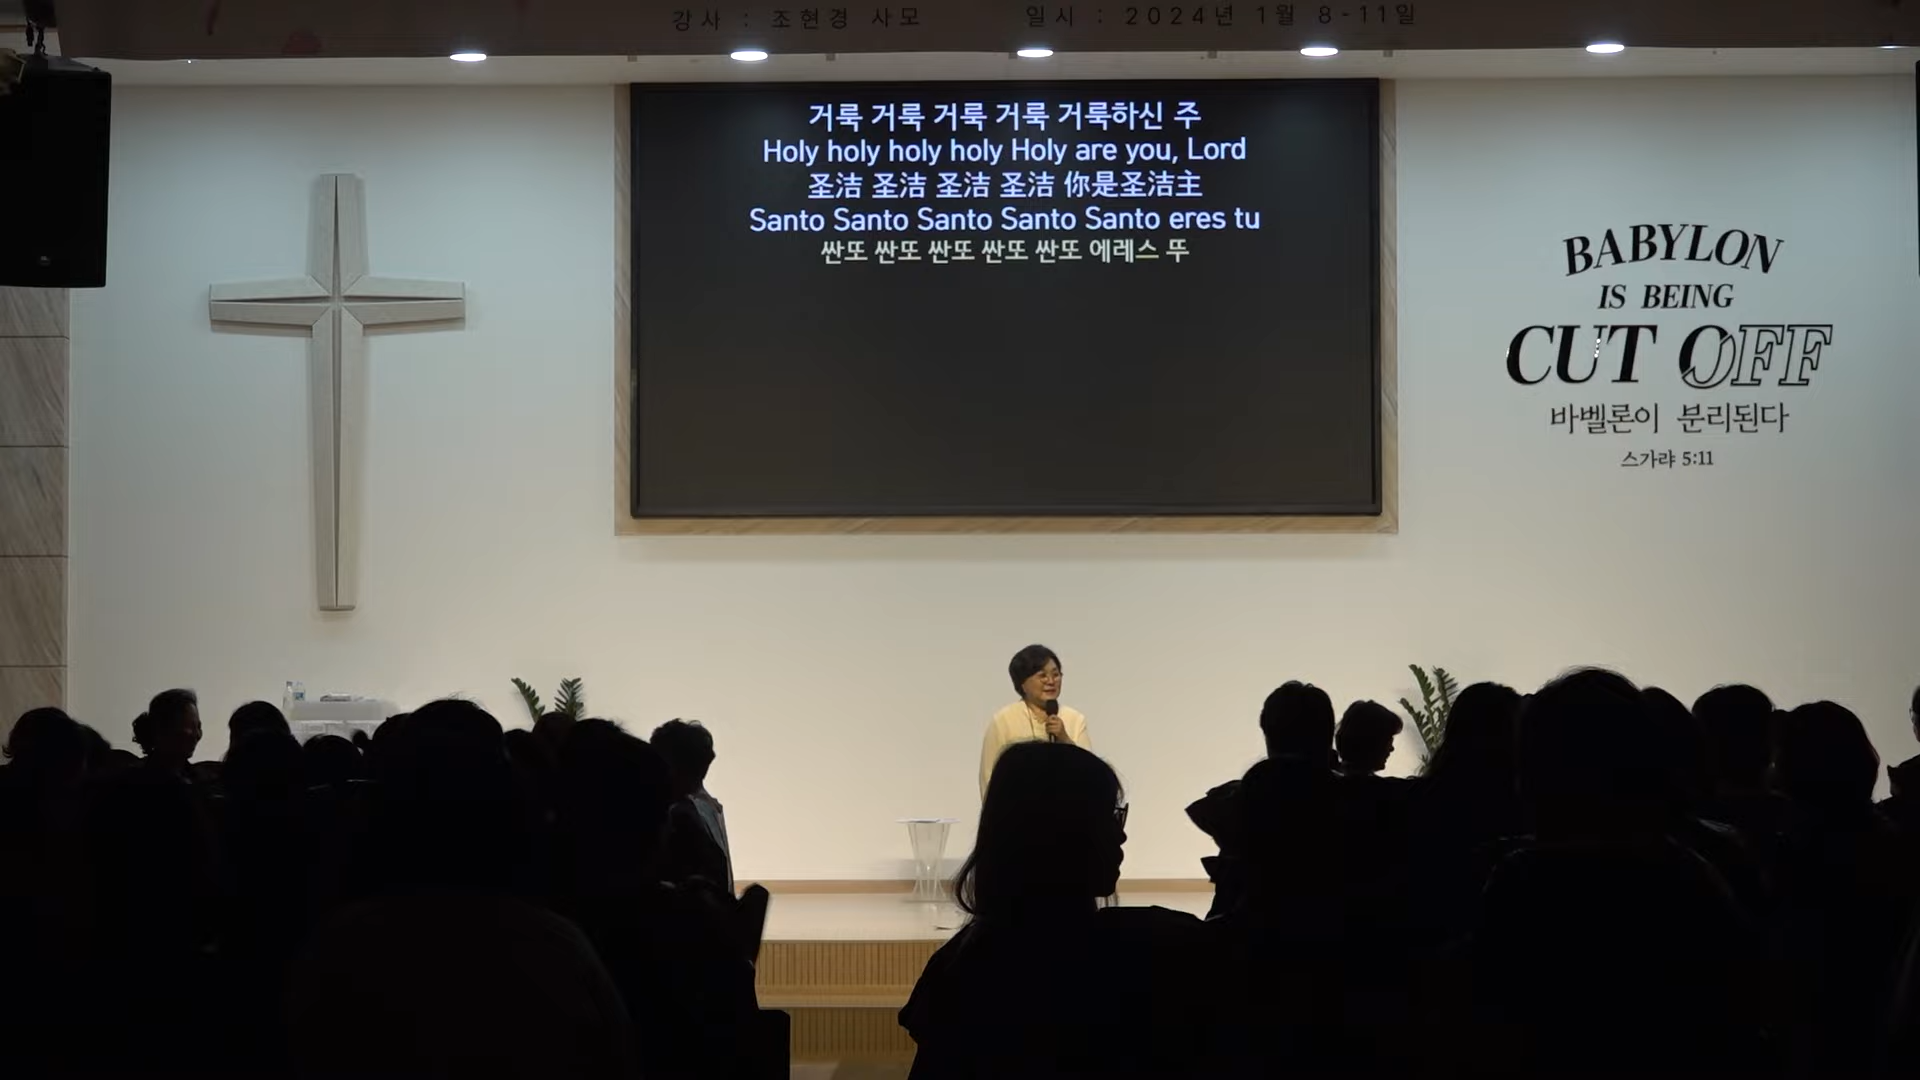 강사 : 조현경 사모 일시 : 2024년 1월 8-11일
거룩 거룩 거룩 거룩 거룩하신 주
Holy holy holy holy Holy are you, Lord
圣洁 圣洁 圣洁 圣洁 你是圣洁主
Santo Santo Santo Santo Santo eres tu
싼또 싼또 싼또 싼또 싼또 에레스 뚜
BABYLON
IS BEING
CUT OFF
바벨론이 분리된다
스가랴 5:11